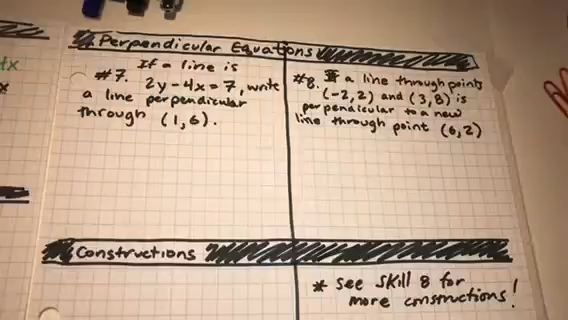 Perpendicular Equations
#7. If a line is
2y-4x=7, write
a line perpendicular
through (1,6).
#8. If a line through points
(-2,2) and (3,8) is
perpendicular to a new
line through point (6,2)
Constructions
* see skill 8 for
more constructions!